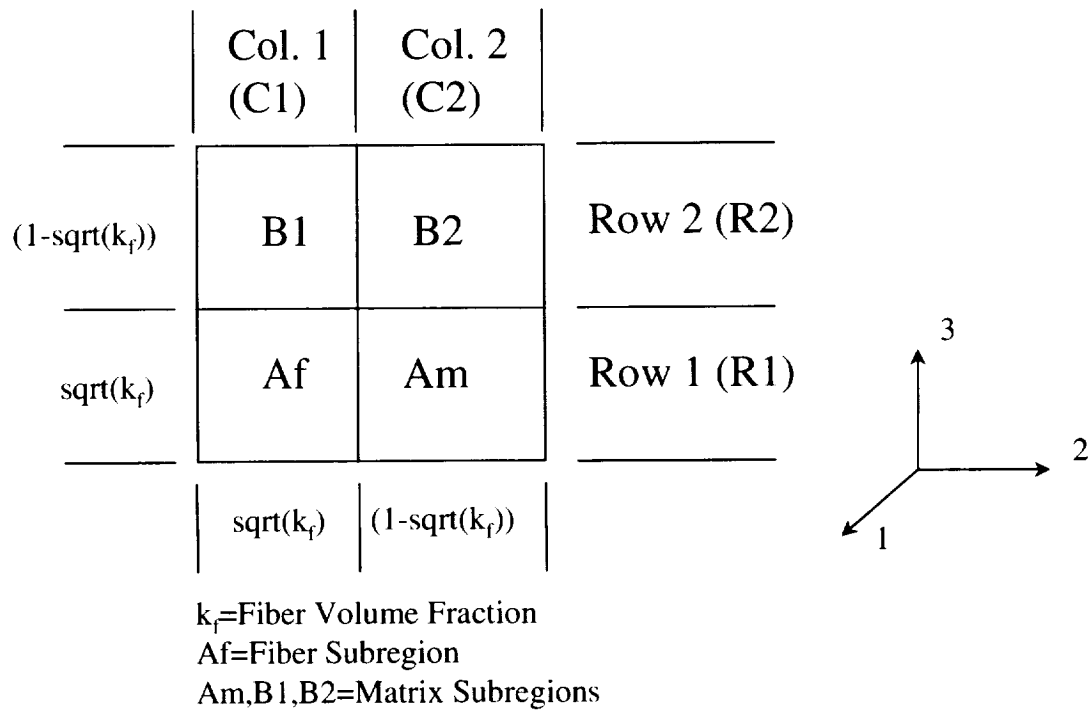 Col. 1
(C1)
Col. 2
(C2)
(1-sqrt(k_f))
B1
B2
Row 2 (R2)
sqrt(k_f)
Af
Am
Row 1 (R1)
3
2
1
sqrt(k_f)
(1-sqrt(k_f))
k_f=Fiber Volume Fraction
Af=Fiber Subregion
Am,B1,B2=Matrix Subregions